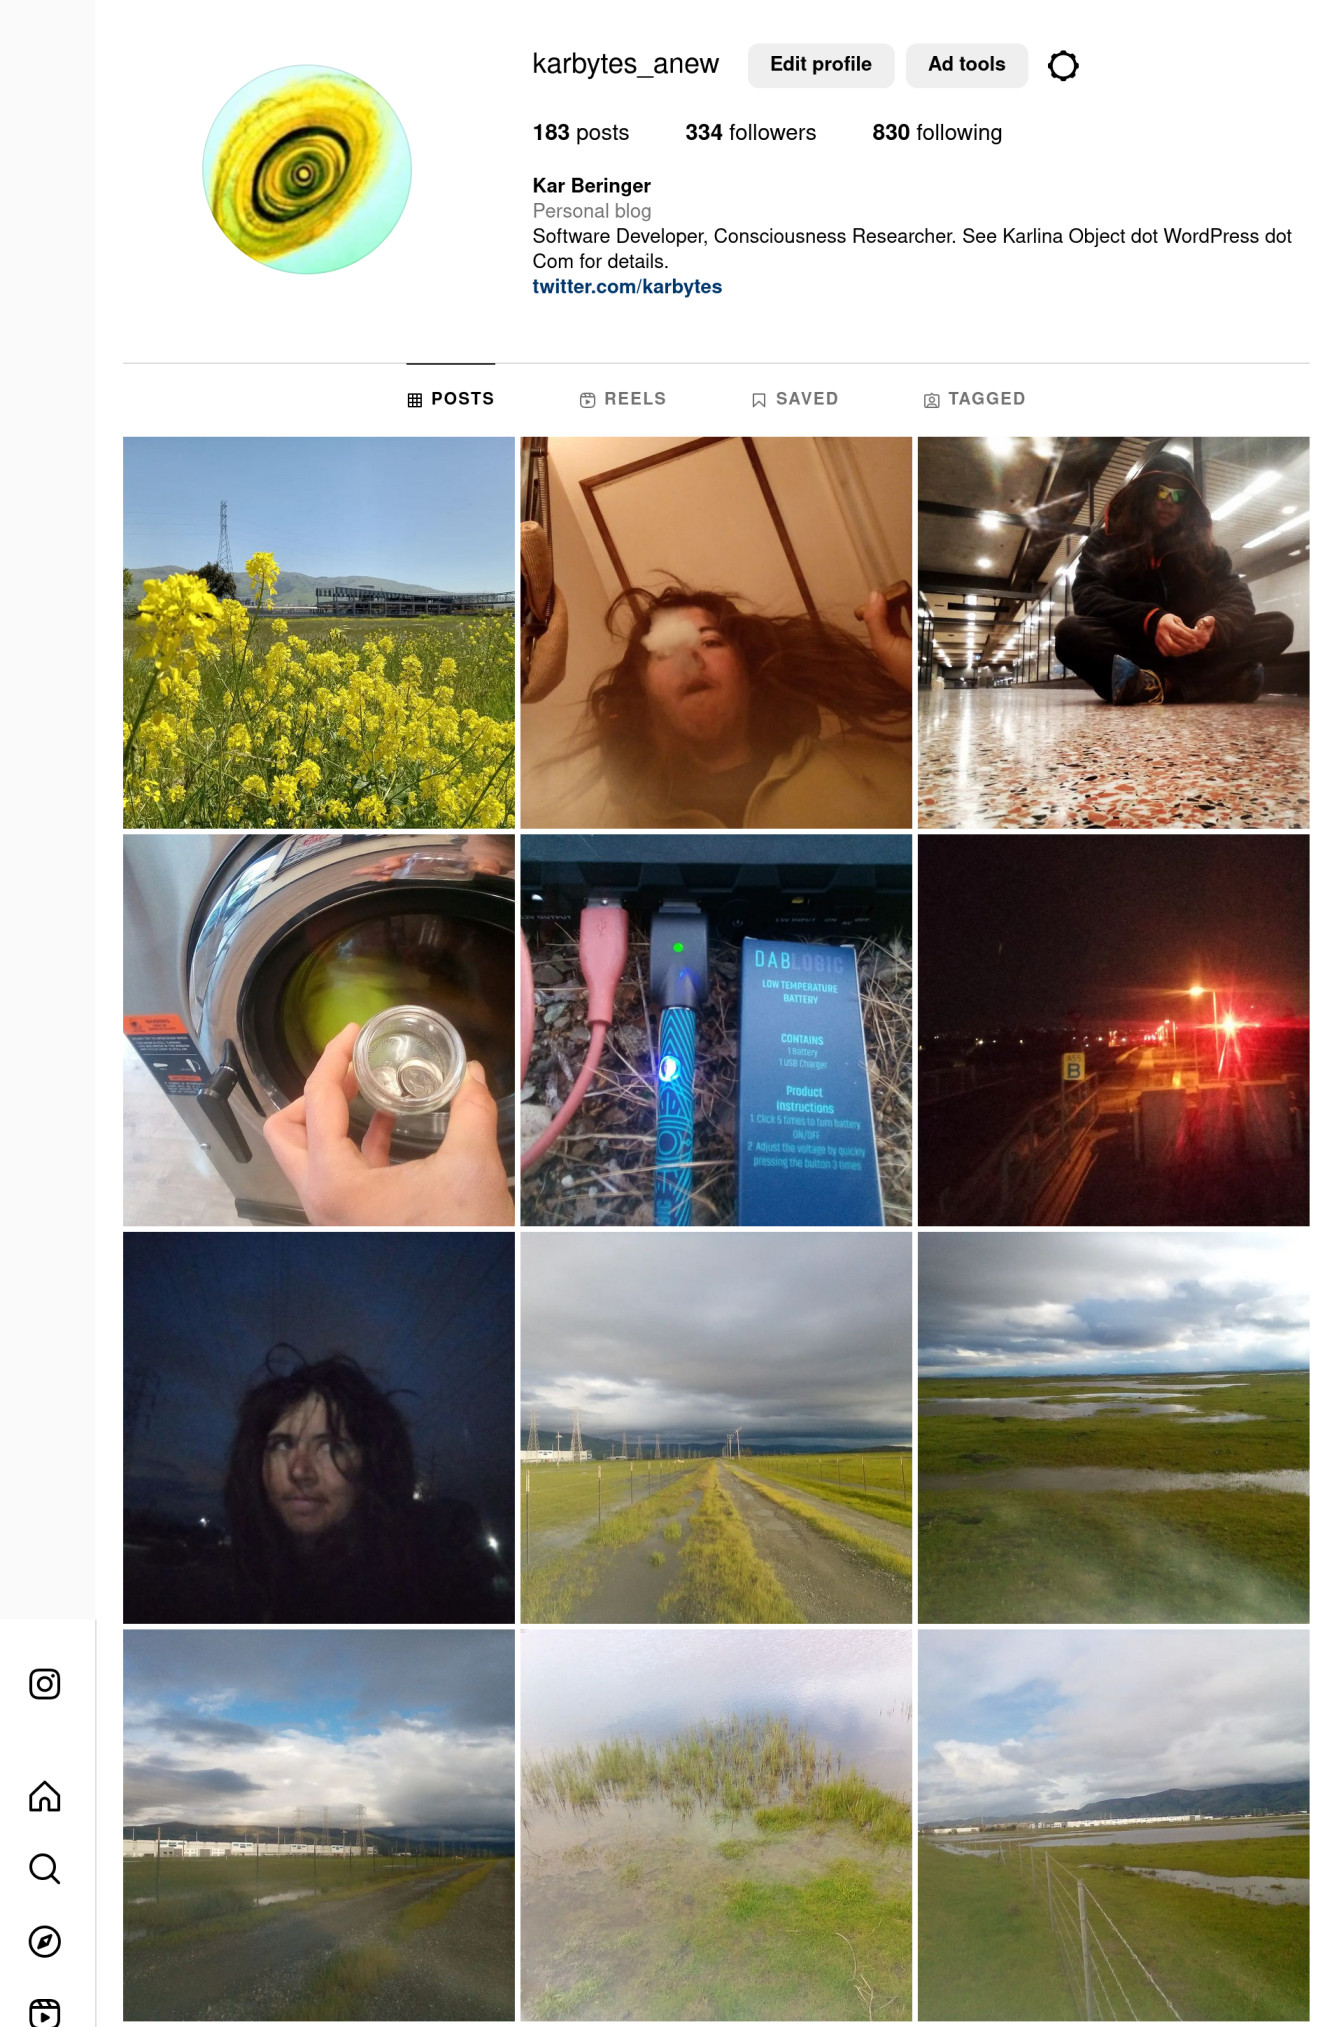 karbytes_anew
Edit profile
Ad tools
183 posts
334 followers
830 following
Kar Beringer
Personal blog
Software Developer, Consciousness Researcher. See Karlina Object dot WordPress dot
Com for details.
twitter.com/karbytes
POSTS
REELS
SAVED
TAGGED
DABLOGIC
LOW TEMPERATURE
BATTERY
CONTAINS
1 Battery
1 USB Charger
Product
Instructions
1 Click 5 times to turn battery
ON/OFF
2 Adjust the voltage by quickly
pressing the button 3 times
B